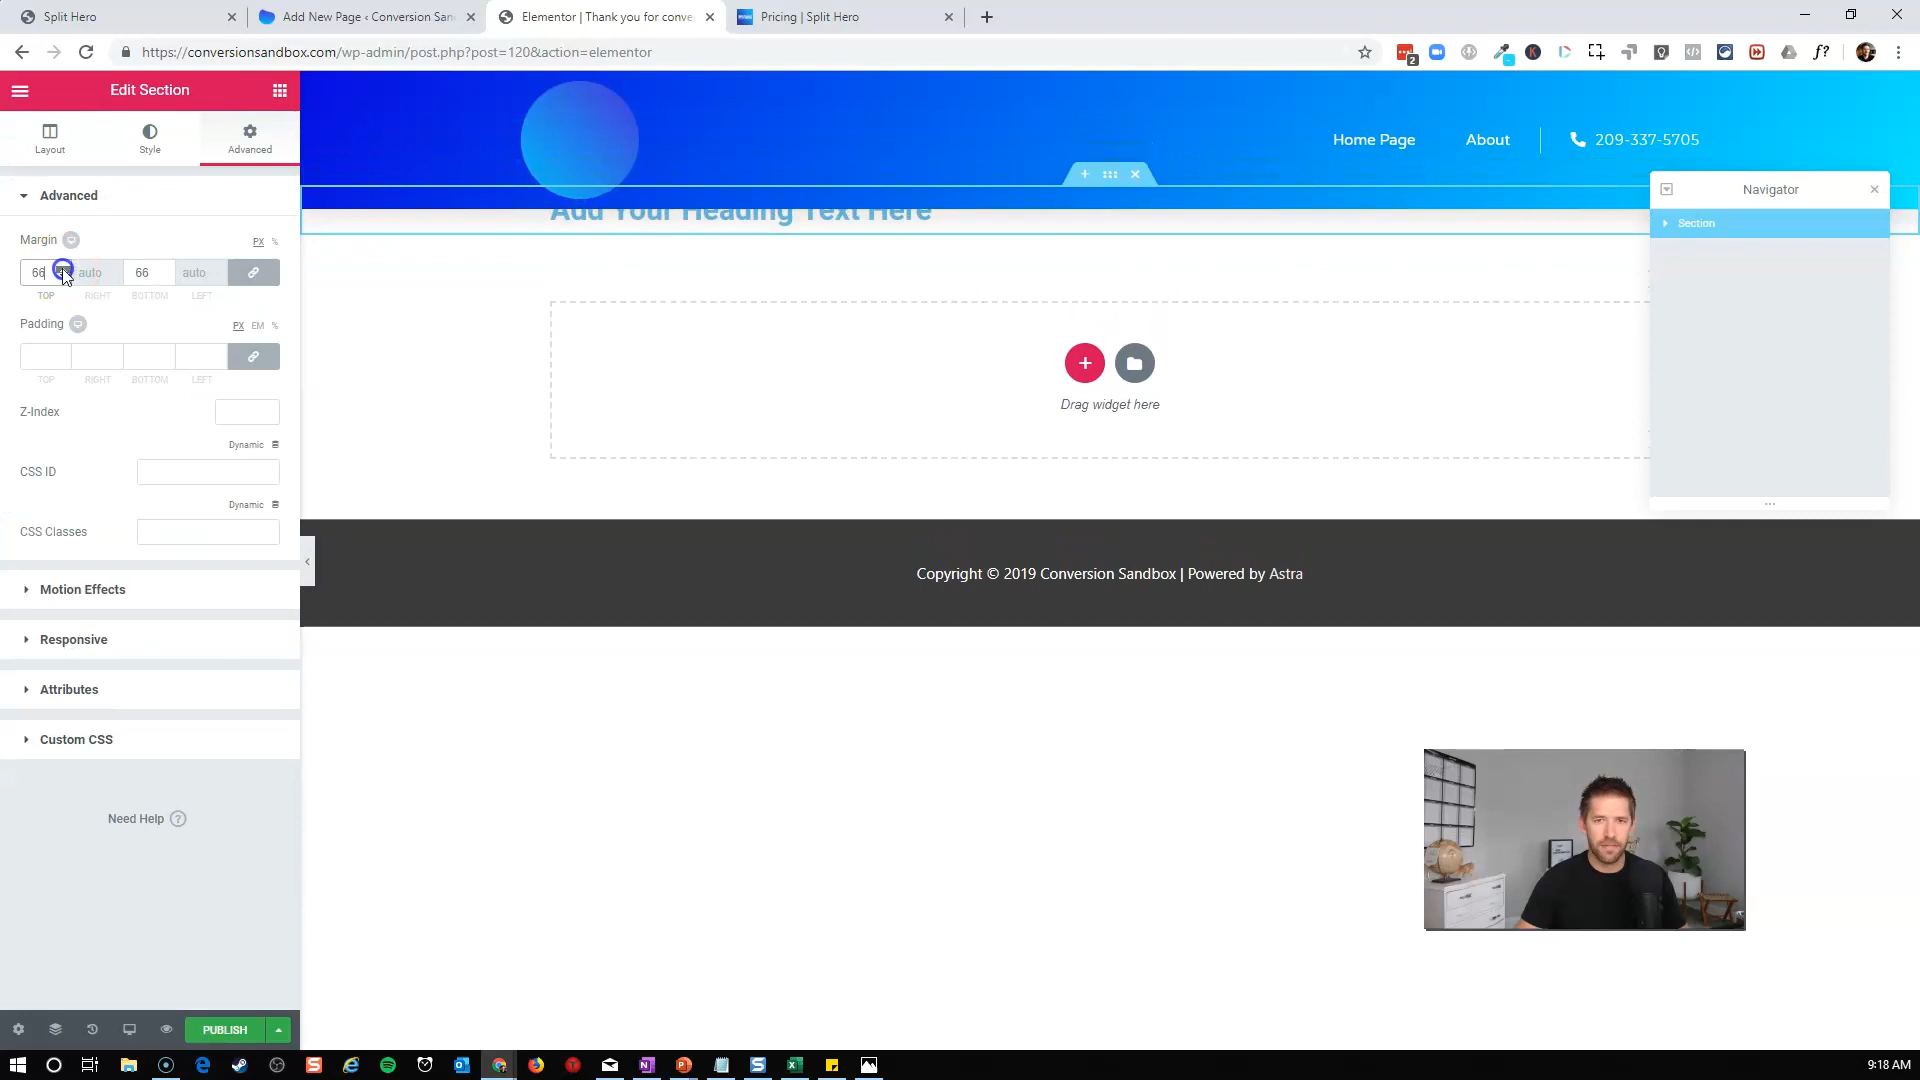 Split Hero
Add New Page ‹ Conversion San
Elementor | Thank you for conve
Pricing | Split Hero
https://conversionsandbox.com/wp-admin/post.php?post=120&action=elementor
2
K
f?
Edit Section
Layout
Style
Advanced
Home Page
About
209-337-5705
Add Your Heading Text Here
Navigator
Section
Advanced
Margin
PX
%
66
auto
66
auto
TOP
RIGHT
BOTTOM
LEFT
Padding
PX
EM
%
TOP
RIGHT
BOTTOM
LEFT
Z-Index
Dynamic
CSS ID
Dynamic
CSS Classes
Drag widget here
Motion Effects
Responsive
Attributes
Custom CSS
Need Help
Copyright © 2019 Conversion Sandbox | Powered by Astra
PUBLISH
9:18 AM